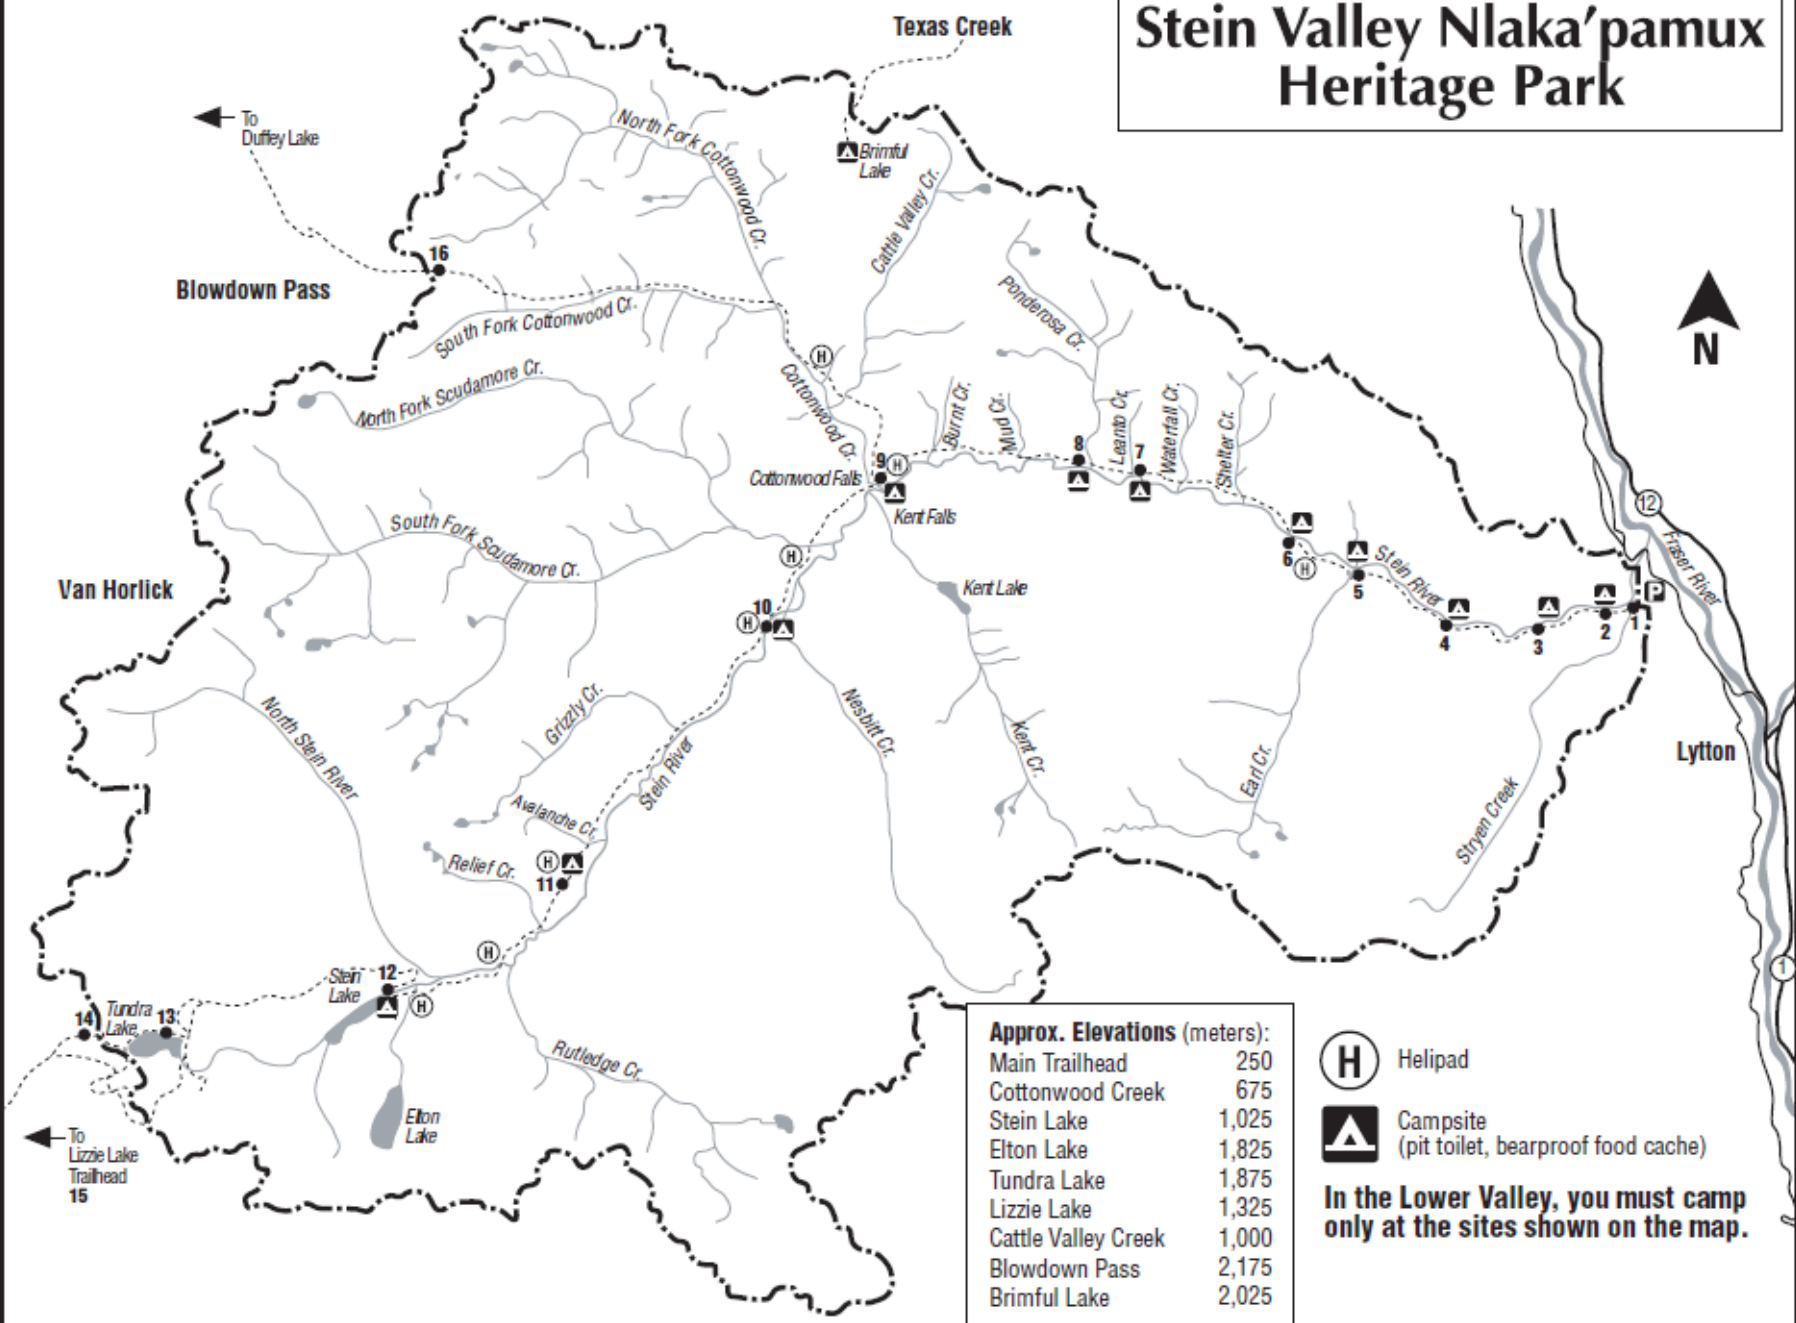 Stein Valley Nlaka'pamux
Heritage Park
Texas Creek
To
Duffey Lake
North Fork Cottonwood Cr.
Brimful
Lake
Cattle Valley Cr.
16
Blowdown Pass
South Fork Cottonwood Cr.
Ponderosa Cr.
N
H
North Fork Scudamore Cr.
Cottonwood Cr.
Burnt Cr.
Mud Cr.
Leanto Cr.
Waterfall Cr.
Shelter Cr.
8
7
9
H
Cottonwood Falls
Kent Falls
12
South Fork Scudamore Cr.
H
6
H
Stein River
5
Fraser River
P
Van Horlick
Kent Lake
10
H
4
3
2
1
North Stein River
Grizzly Cr.
Nesbitt Cr.
Kent Cr.
Earl Cr.
Lytton
Stein River
Avalanche Cr.
Stryen Creek
Relief Cr.
H
11
H
1
Stein
Lake
12
H
14
Tundra
Lake
13
Rutledge Cr.
Elton
Lake
To
Lizzie Lake
Trailhead
15
Approx. Elevations (meters):
Main Trailhead 250
Cottonwood Creek 675
Stein Lake 1,025
Elton Lake 1,825
Tundra Lake 1,875
Lizzie Lake 1,325
Cattle Valley Creek 1,000
Blowdown Pass 2,175
Brimful Lake 2,025
H Helipad
Campsite
(pit toilet, bearproof food cache)
In the Lower Valley, you must camp
only at the sites shown on the map.